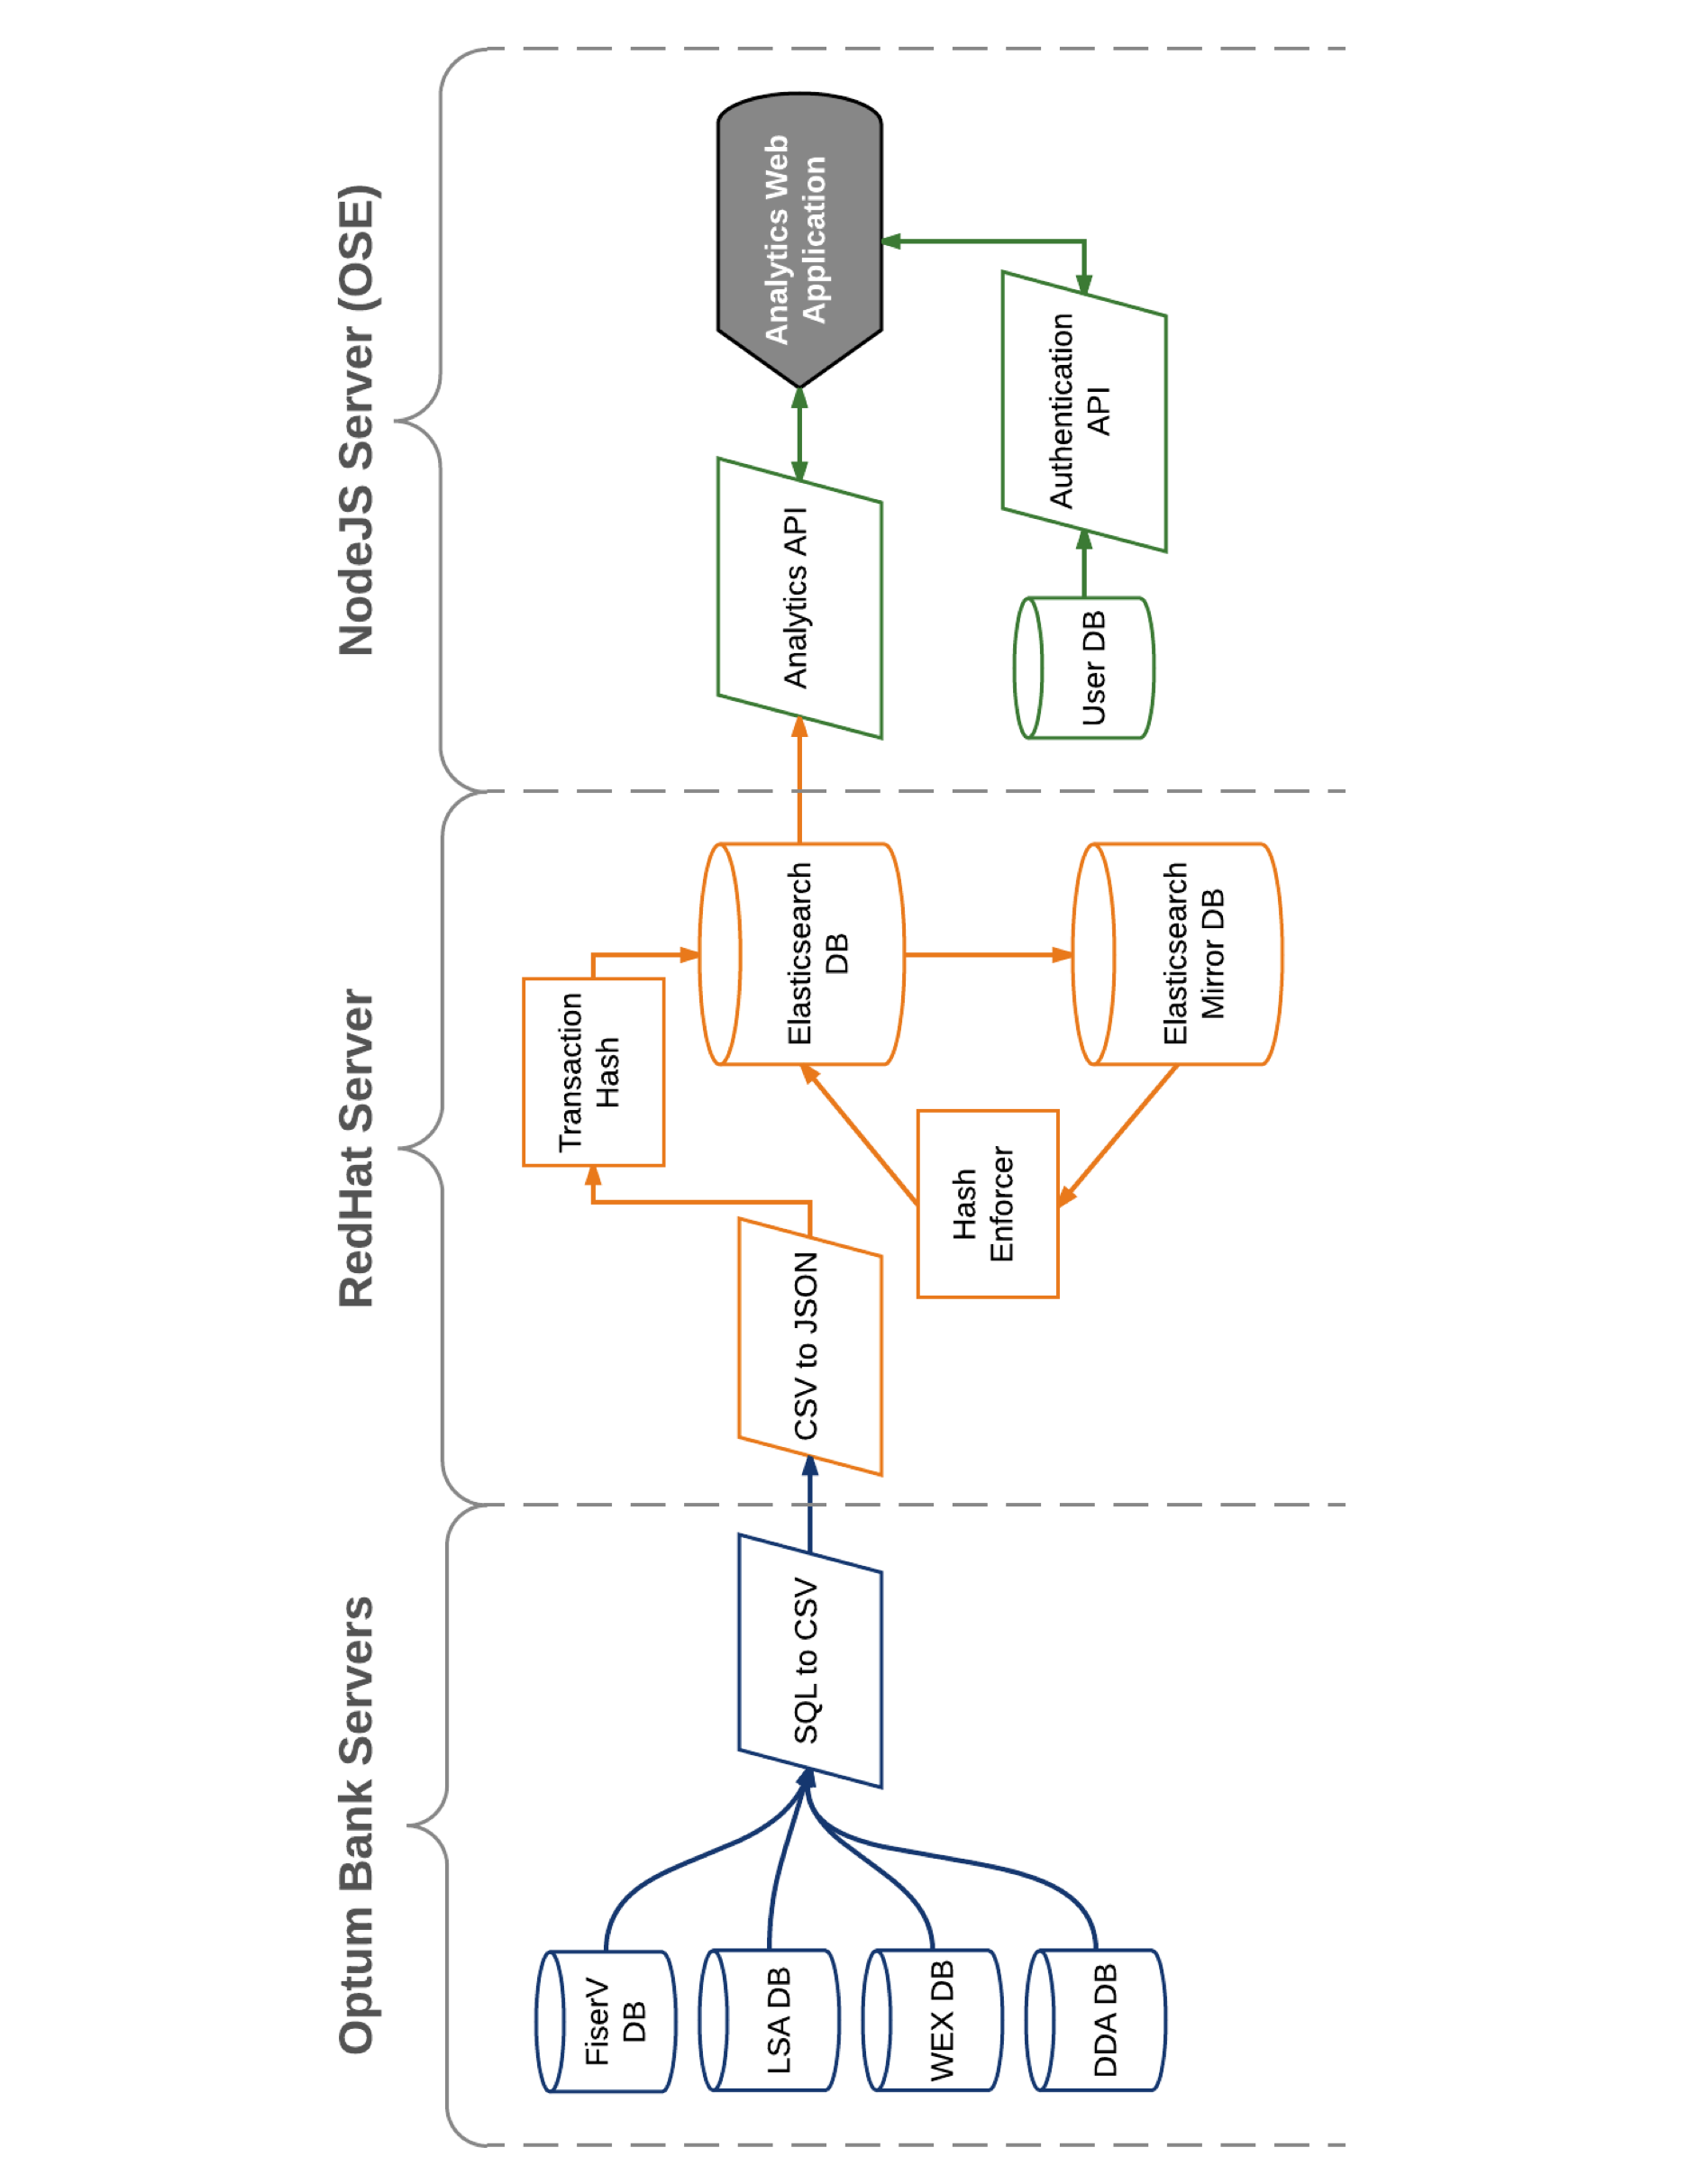 Optum Bank Servers
RedHat Server
NodeJS Server (OSE)
FiserV
DB
LSA DB
WEX DB
DDA DB
SQL to CSV
CSV to JSON
Transaction
Hash
Hash
Enforcer
Elasticsearch
DB
Elasticsearch
Mirror DB
Analytics API
User DB
Authentication
API
Analytics Web
Application